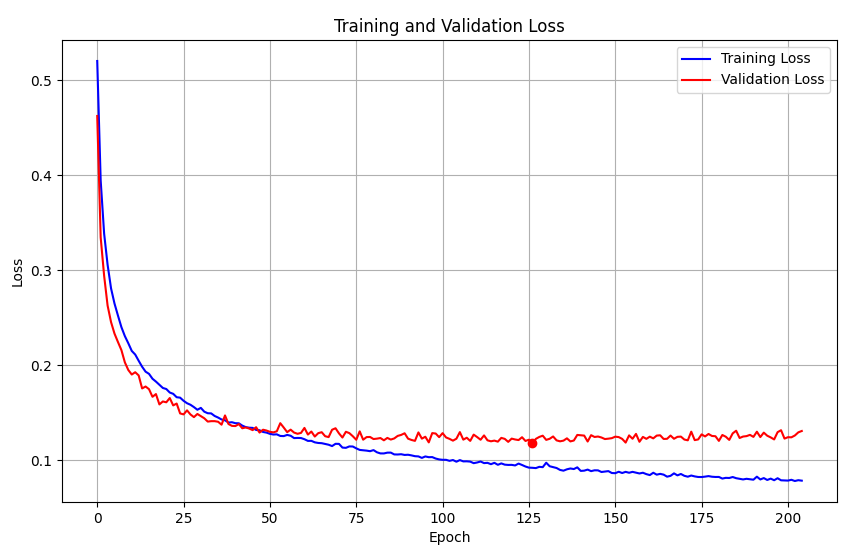 Training and Validation Loss
Training Loss
Validation Loss
0.5
0.4
0.3
0.2
0.1
Loss
0 25 50 75 100 125 150 175 200
Epoch